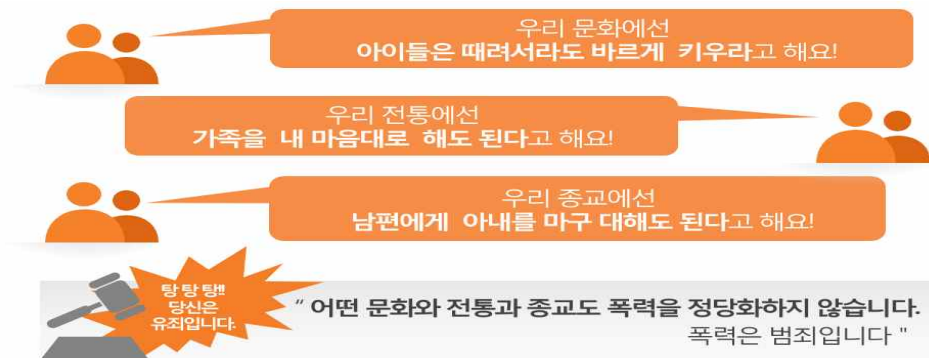 우리 문화에선
아이들은 때려서라도 바르게 키우라고 해요!
우리 전통에선
가족을 내 마음대로 해도 된다고 해요!
우리 종교에선
남편에게 아내를 마구 대해도 된다고 해요!
탕탕탕!!
당신은
유죄입니다.
" 어떤 문화와 전통과 종교도 폭력을 정당화하지 않습니다.
폭력은 범죄입니다 "